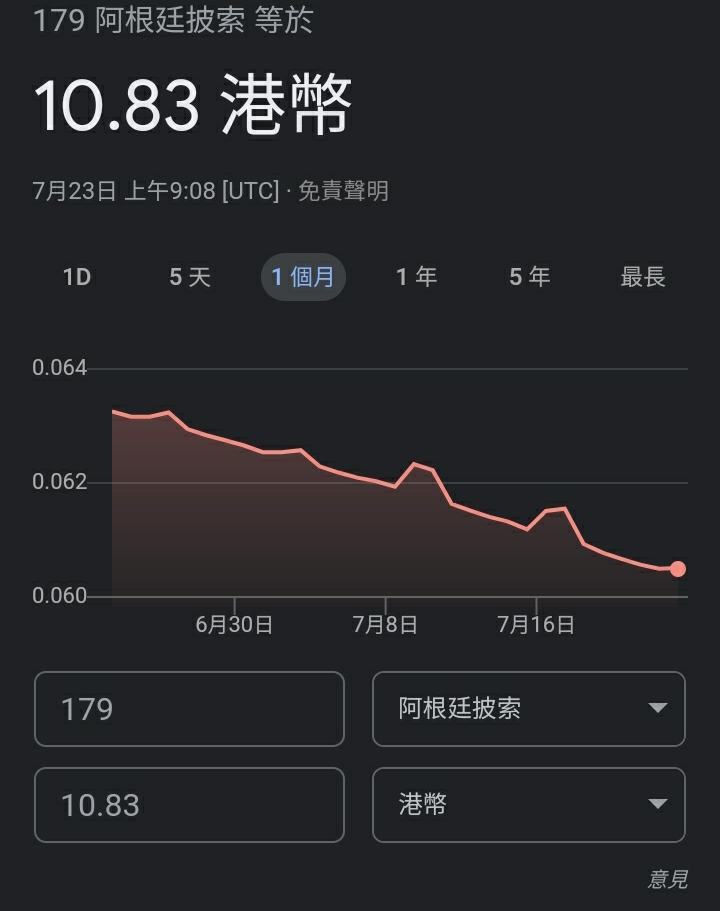 179 阿根廷披索 等於
10.83 港幣
7月23日 上午9:08 [UTC] · 免責聲明
1D 5 天 1 個月 1 年 5 年 最長
0.064
0.062
0.060
6月30日 7月8日 7月16日
179 阿根廷披索
10.83 港幣
意見